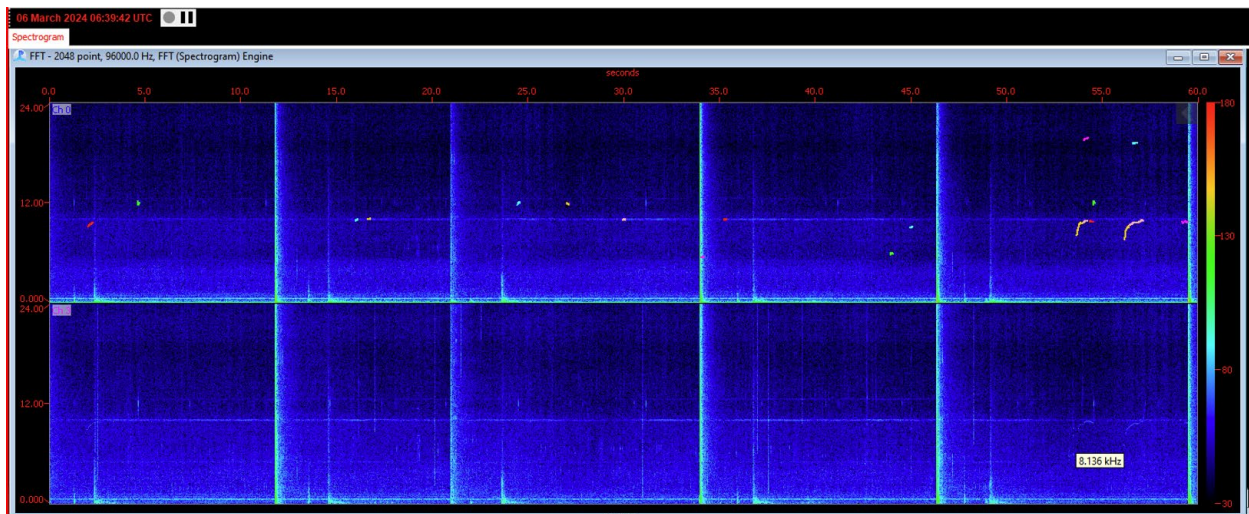 06 March 2024 06:39:42 UTC
Spectrogram
FFT - 2048 point, 96000.0 Hz, FFT (Spectrogram) Engine
seconds
0.0 5.0 10.0 15.0 20.0 25.0 30.0 35.0 40.0 45.0 50.0 55.0 60.0
24.00 Ch 0 180
12.00
130
0.000
24.00
80
12.00
8.136 kHz
0.000 30